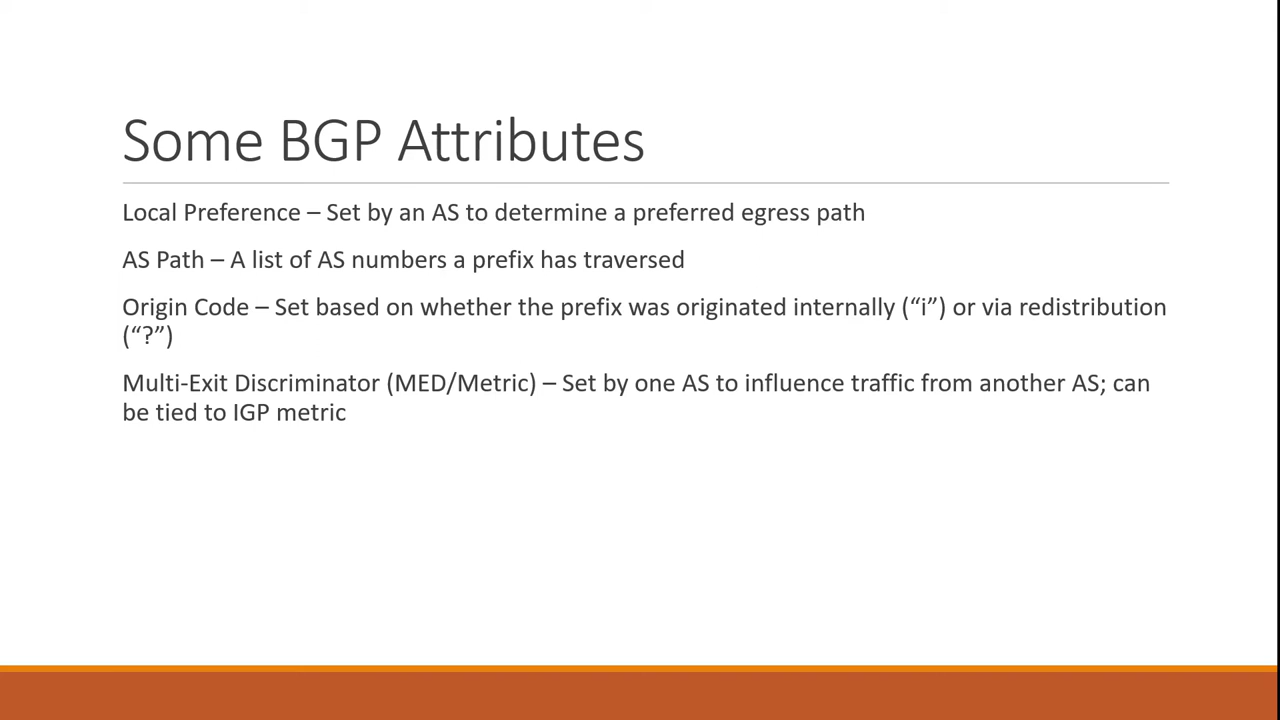 Some BGP Attributes
Local Preference – Set by an AS to determine a preferred egress path
AS Path – A list of AS numbers a prefix has traversed
Origin Code – Set based on whether the prefix was originated internally (“i”) or via redistribution
(“?”)
Multi-Exit Discriminator (MED/Metric) – Set by one AS to influence traffic from another AS; can
be tied to IGP metric